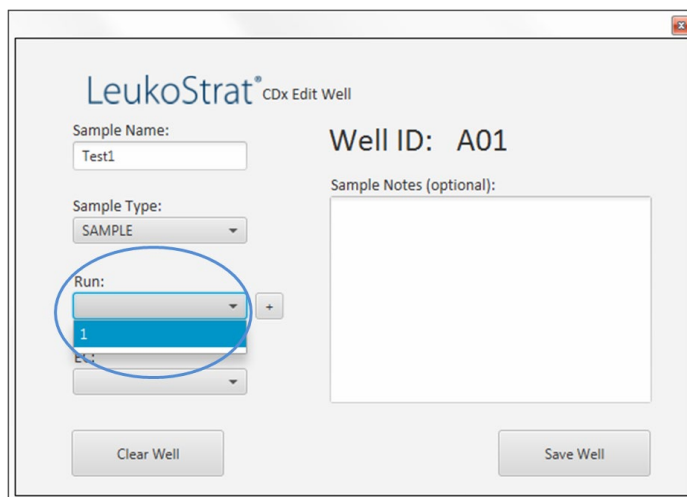 LeukoStrat® CDx Edit Well
Sample Name:
Test1
Well ID: A01
Sample Notes (optional):
Sample Type:
SAMPLE
Run:
+
1
Clear Well
Save Well